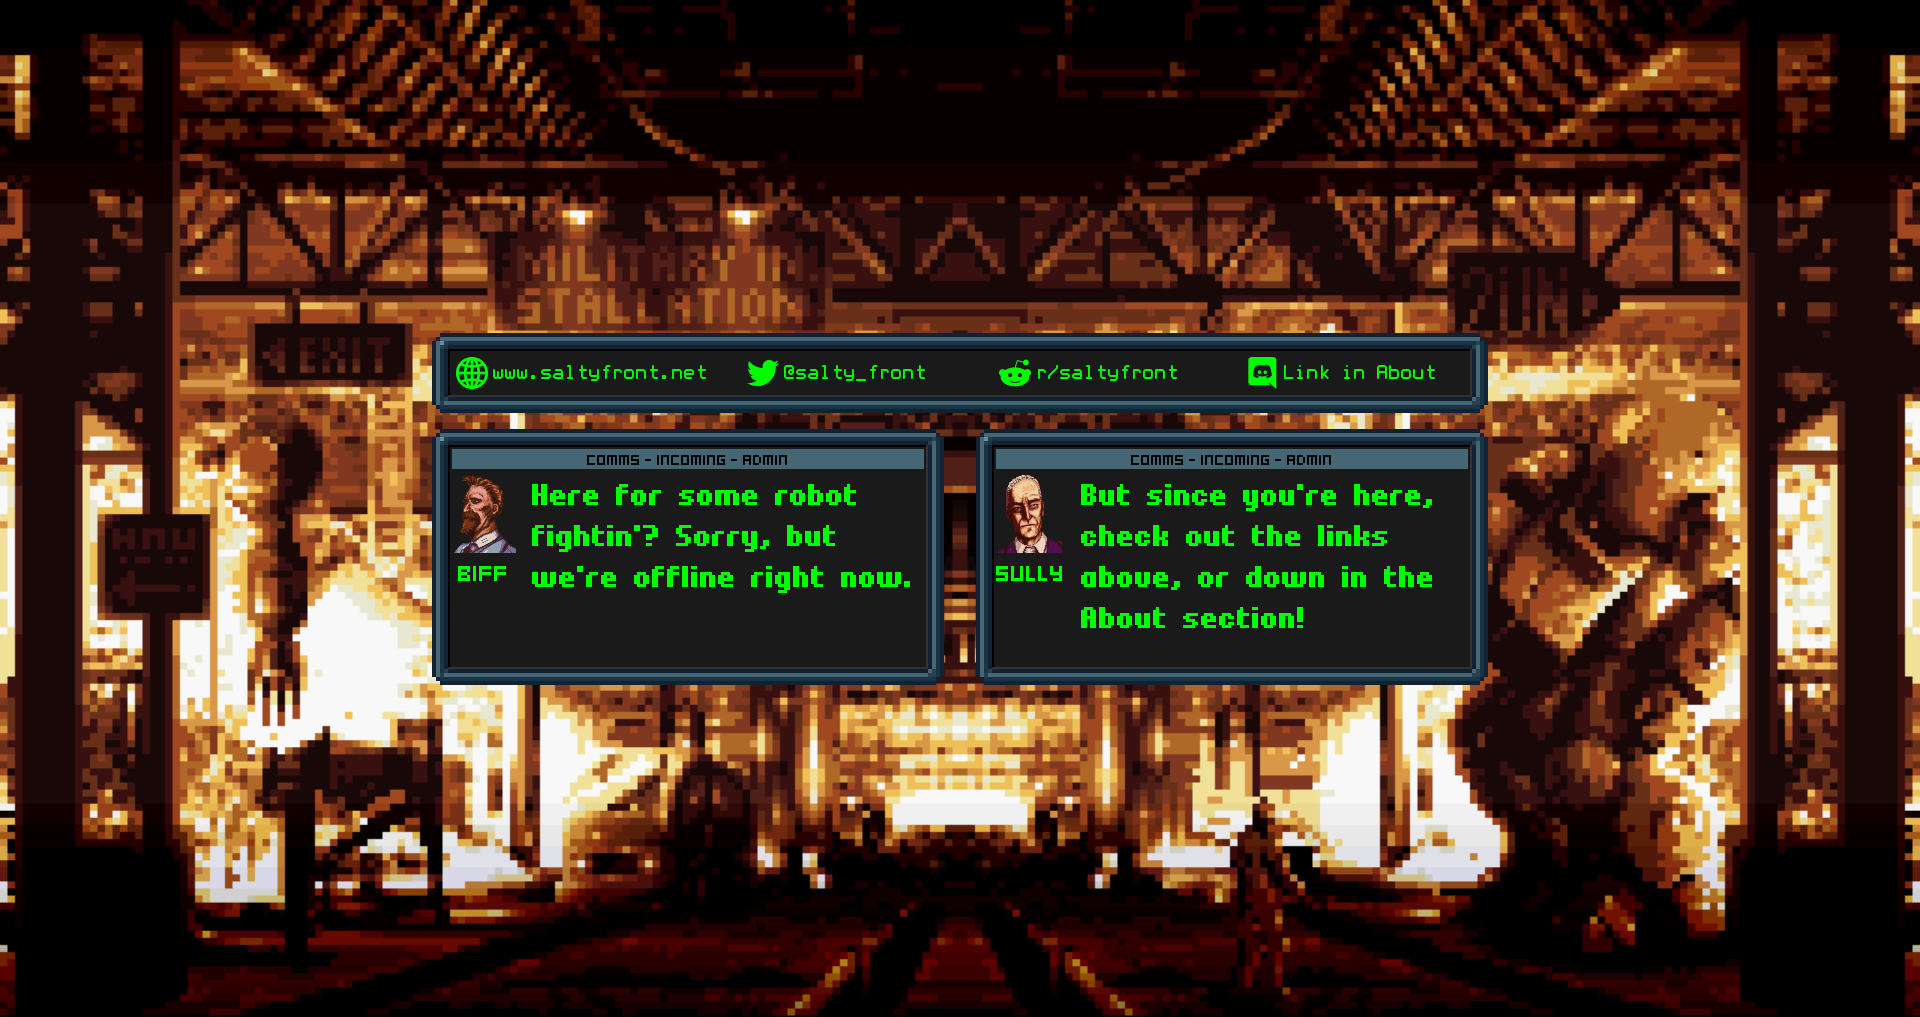 STALL ATION
EXIT
www.saltyfront.net @salty_front r/saltyfront Link in About
COMMS - INCOMING - ADMIN
Here for some robot
fightin'? Sorry, but
we're offline right now.
BIFF
COMMS - INCOMING - ADMIN
But since you're here,
check out the links
above, or down in the
About section!
SULLY